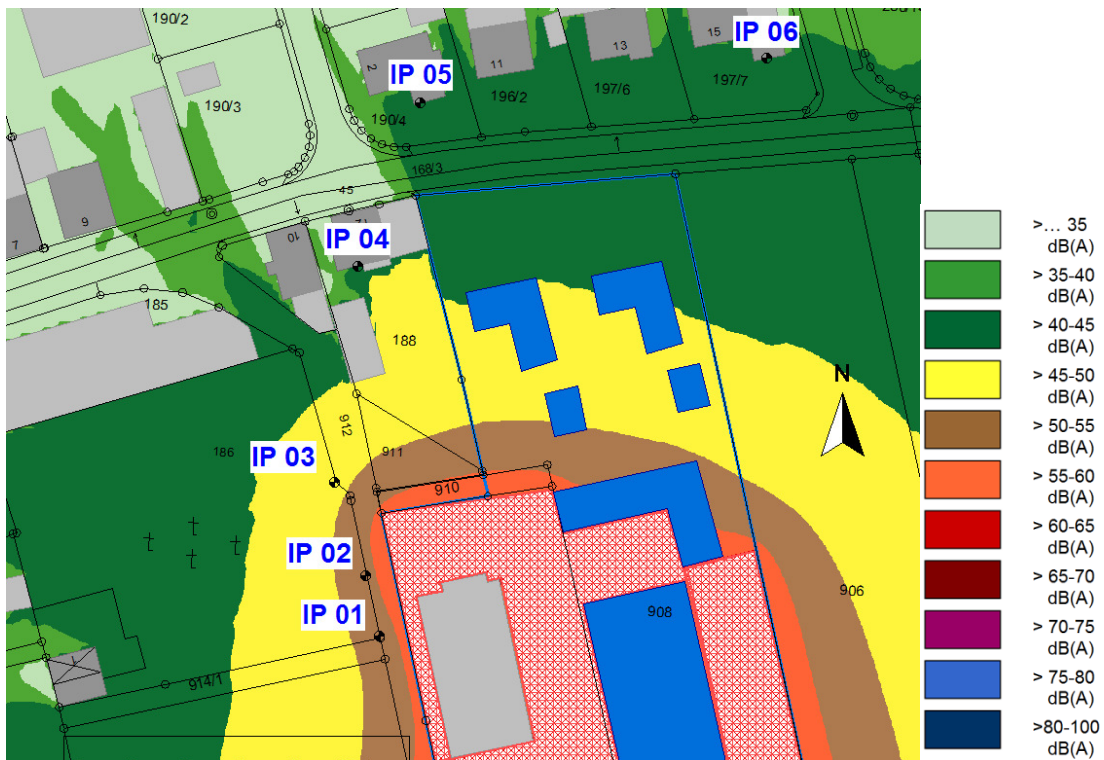 190/2
2
IP 05
11
13
15
IP 06
190/3
190/4
196/2
197/6
197/7
168/3
1
45
9
7
10
12
IP 04
185
188
N
912
911
186
IP 03
910
IP 02
906
IP 01
908
914/1
>... 35
dB(A)
> 35-40
dB(A)
> 40-45
dB(A)
> 45-50
dB(A)
> 50-55
dB(A)
> 55-60
dB(A)
> 60-65
dB(A)
> 65-70
dB(A)
> 70-75
dB(A)
> 75-80
dB(A)
>80-100
dB(A)